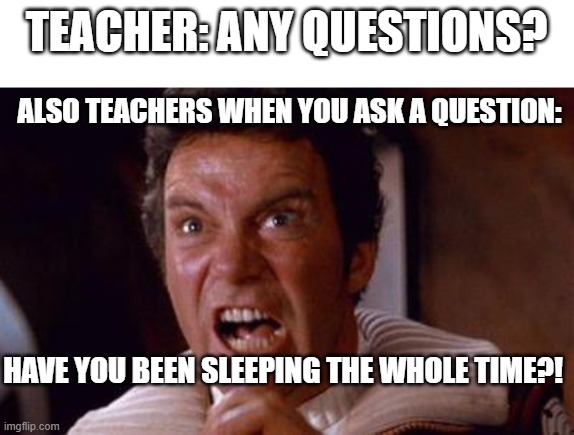 TEACHER: ANY QUESTIONS?
ALSO TEACHERS WHEN YOU ASK A QUESTION:
HAVE YOU BEEN SLEEPING THE WHOLE TIME?!
imgflip.com